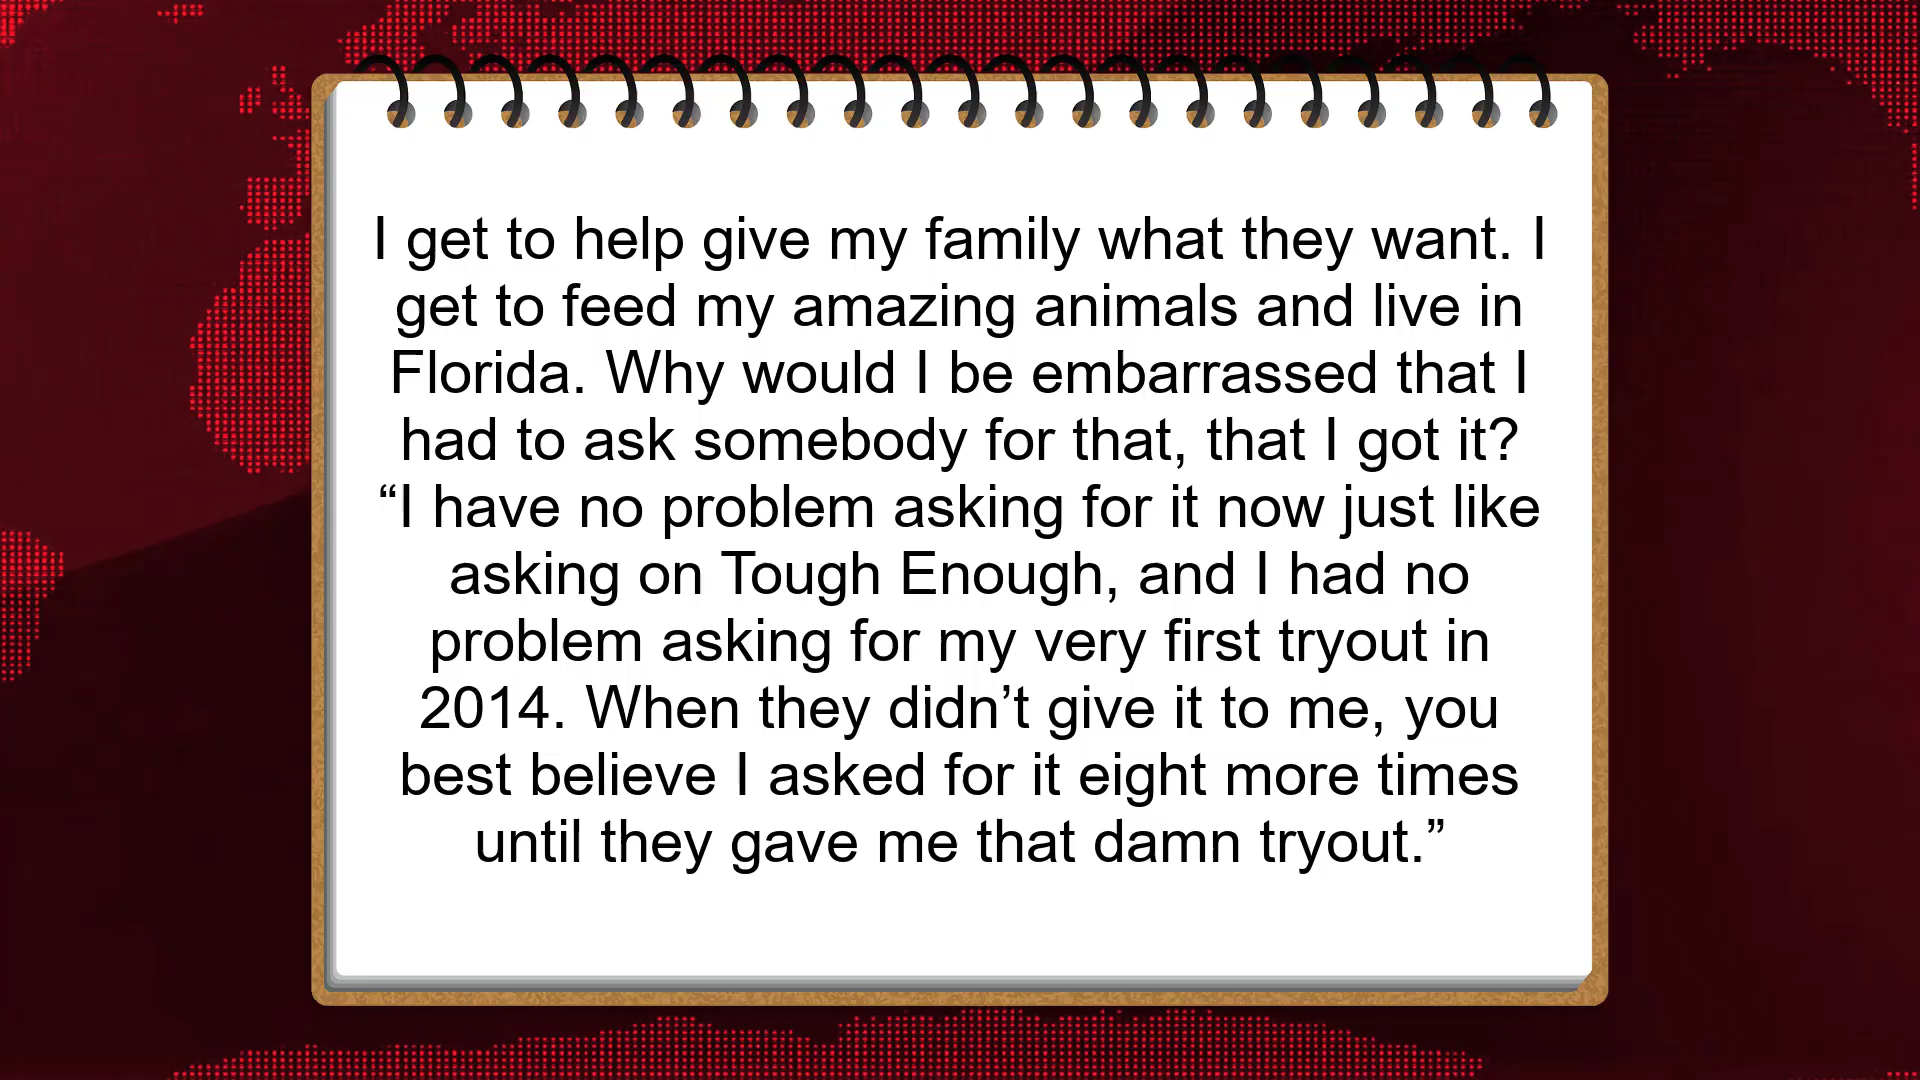 I get to help give my family what they want. I
get to feed my amazing animals and live in
Florida. Why would I be embarrassed that I
had to ask somebody for that, that I got it?
“I have no problem asking for it now just like
asking on Tough Enough, and I had no
problem asking for my very first tryout in
2014. When they didn’t give it to me, you
best believe I asked for it eight more times
until they gave me that damn tryout.”